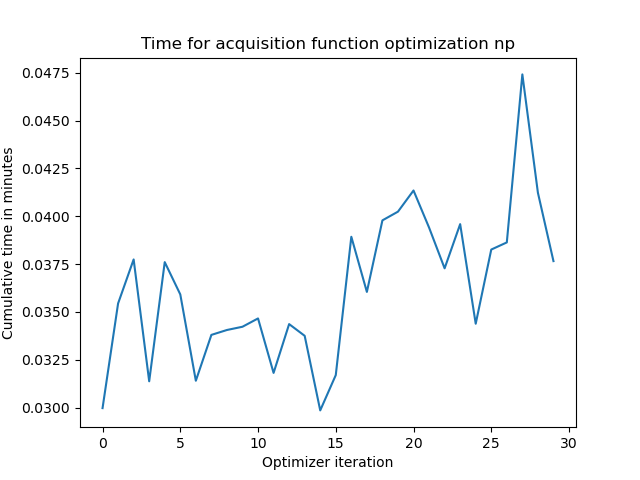 Time for acquisition function optimization np
Cumulative time in minutes
0.0475
0.0450
0.0425
0.0400
0.0375
0.0350
0.0325
0.0300
0 5 10 15 20 25 30
Optimizer iteration